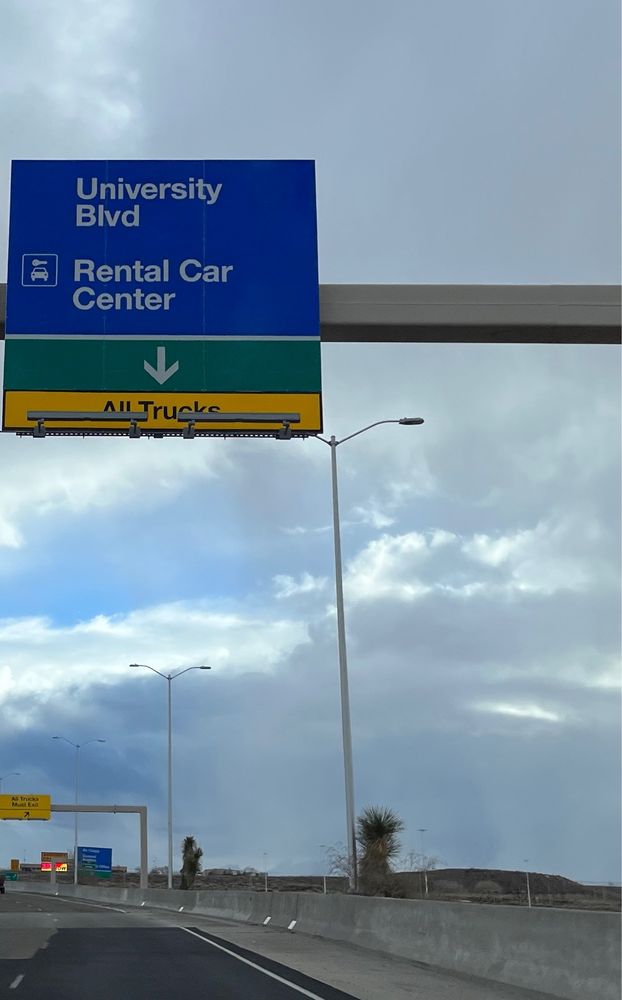 University
Blvd
Rental Car
Center
All Trucks
All Trucks
Must Exit